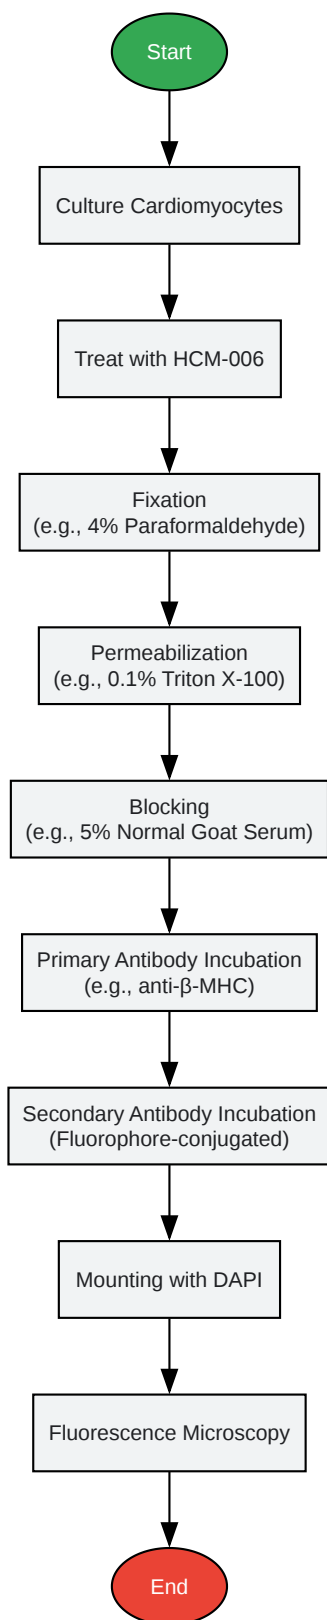 Start
Culture Cardiomyocytes
Treat with HCM-006
Fixation
(e.g., 4% Paraformaldehyde)
Permeabilization
(e.g., 0.1% Triton X-100)
Blocking
(e.g., 5% Normal Goat Serum)
Primary Antibody Incubation
(e.g., anti-β-MHC)
Secondary Antibody Incubation
(Fluorophore-conjugated)
Mounting with DAPI
Fluorescence Microscopy
End